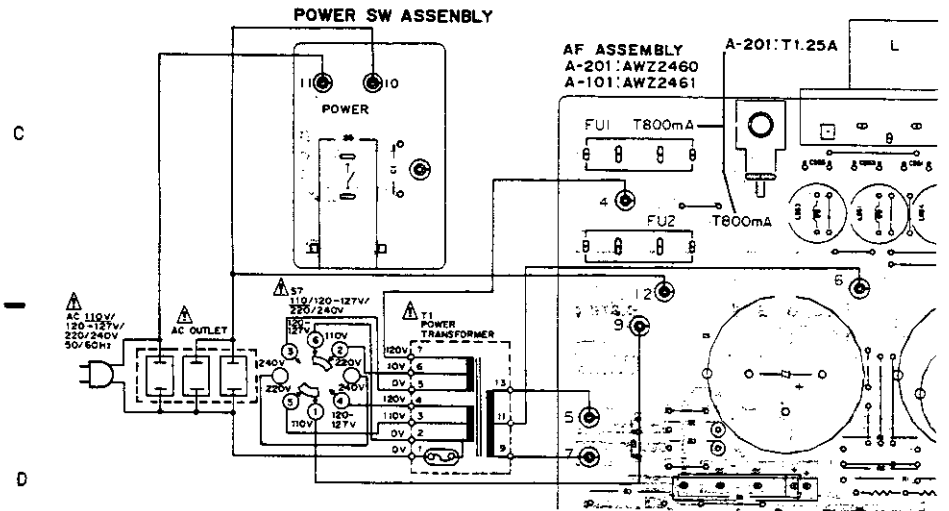 POWER SW ASSENBLY
11
10
POWER
S6
C1
AF ASSEMBLY
A-201:AWZ2460
A-101:AWZ2461
A-201:T1.25A
L
C
FU1 T800mA
4
FU2
T800mA
12
9
6
AC 110V/
120-127V/
220/240V
50/60Hz
AC OUTLET
S7
110/120-127V/
220/240V
120-
127V
6
110V
3
2
240V
220V
220V
240V
5
4
1
110V
120-
127V
T1
POWER
TRANSFORMER
120V 7
110V 6
0V 5
120V 4
110V 3
0V 2
0V 1
13
11
9
5
7
D